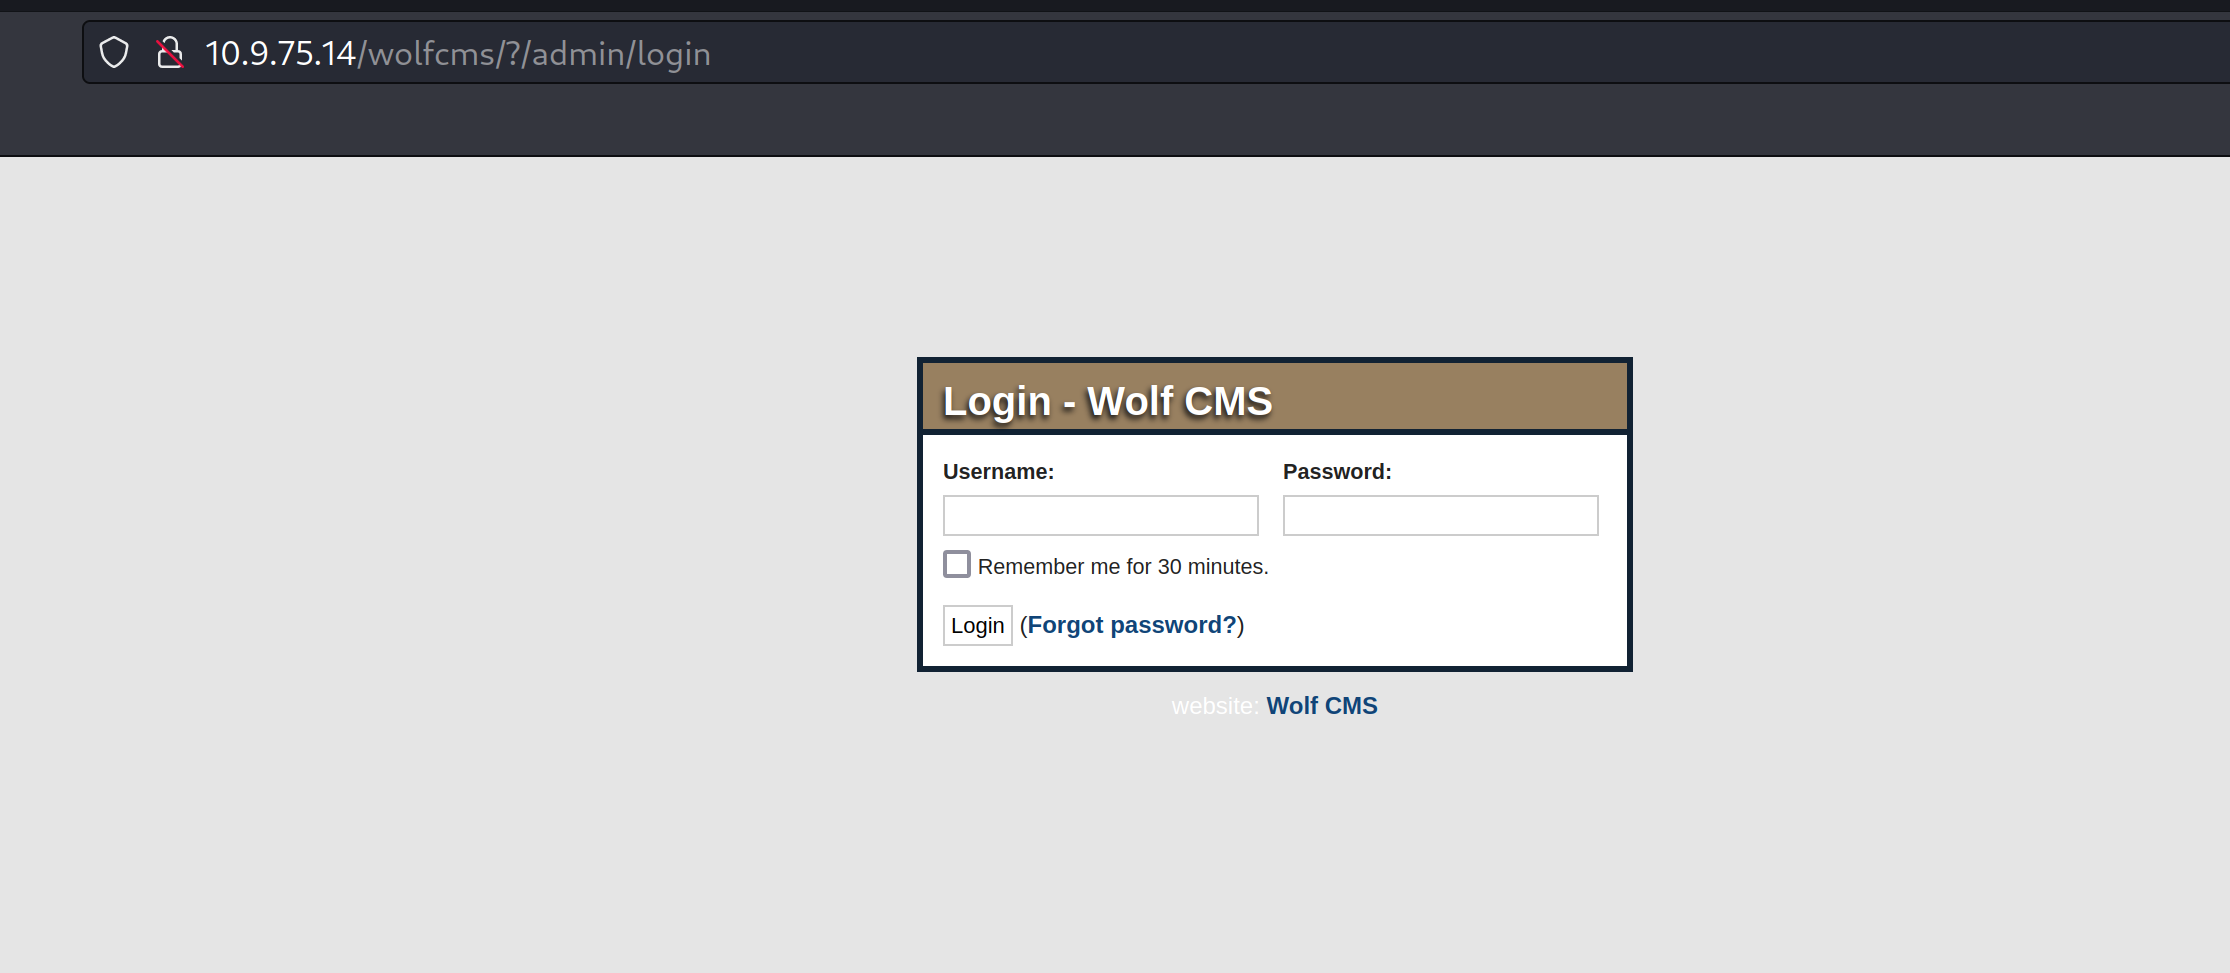 10.9.75.14/wolfcms/?/admin/login
Login - Wolf CMS
Username: Password:
Remember me for 30 minutes.
Login (Forgot password?)
website: Wolf CMS